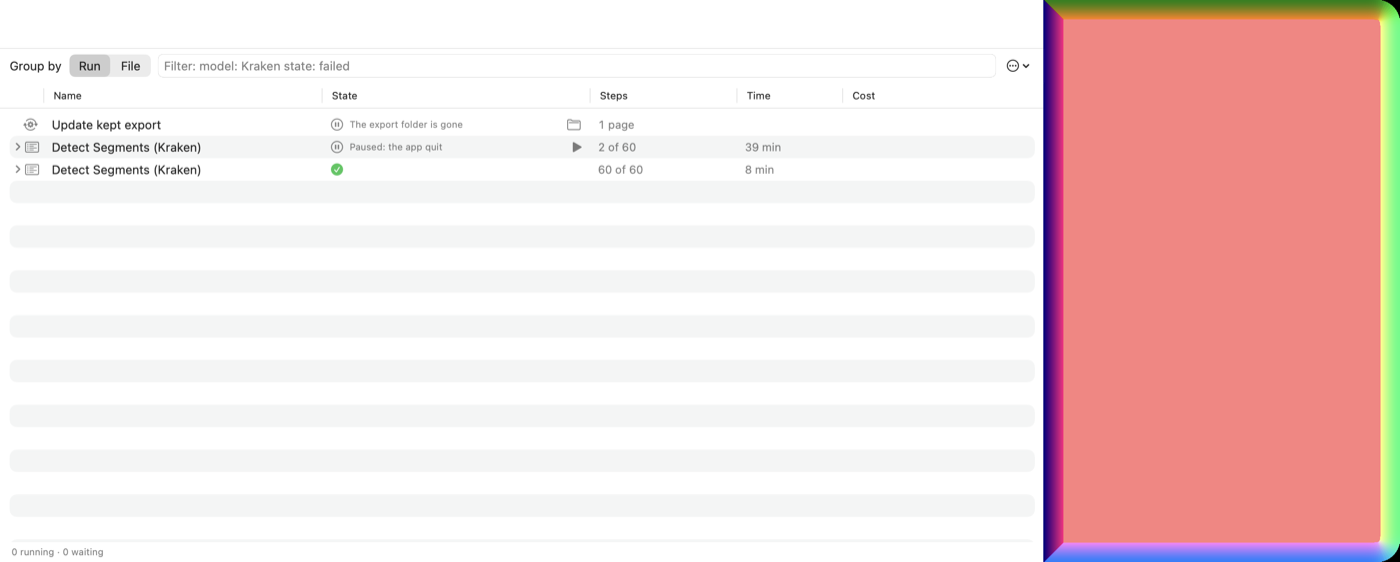 Group by Run File Filter: model: Kraken state: failed
Name State Steps Time Cost
Update kept export The export folder is gone 1 page
Detect Segments (Kraken) Paused: the app quit 2 of 60 39 min
Detect Segments (Kraken) 60 of 60 8 min
0 running · 0 waiting